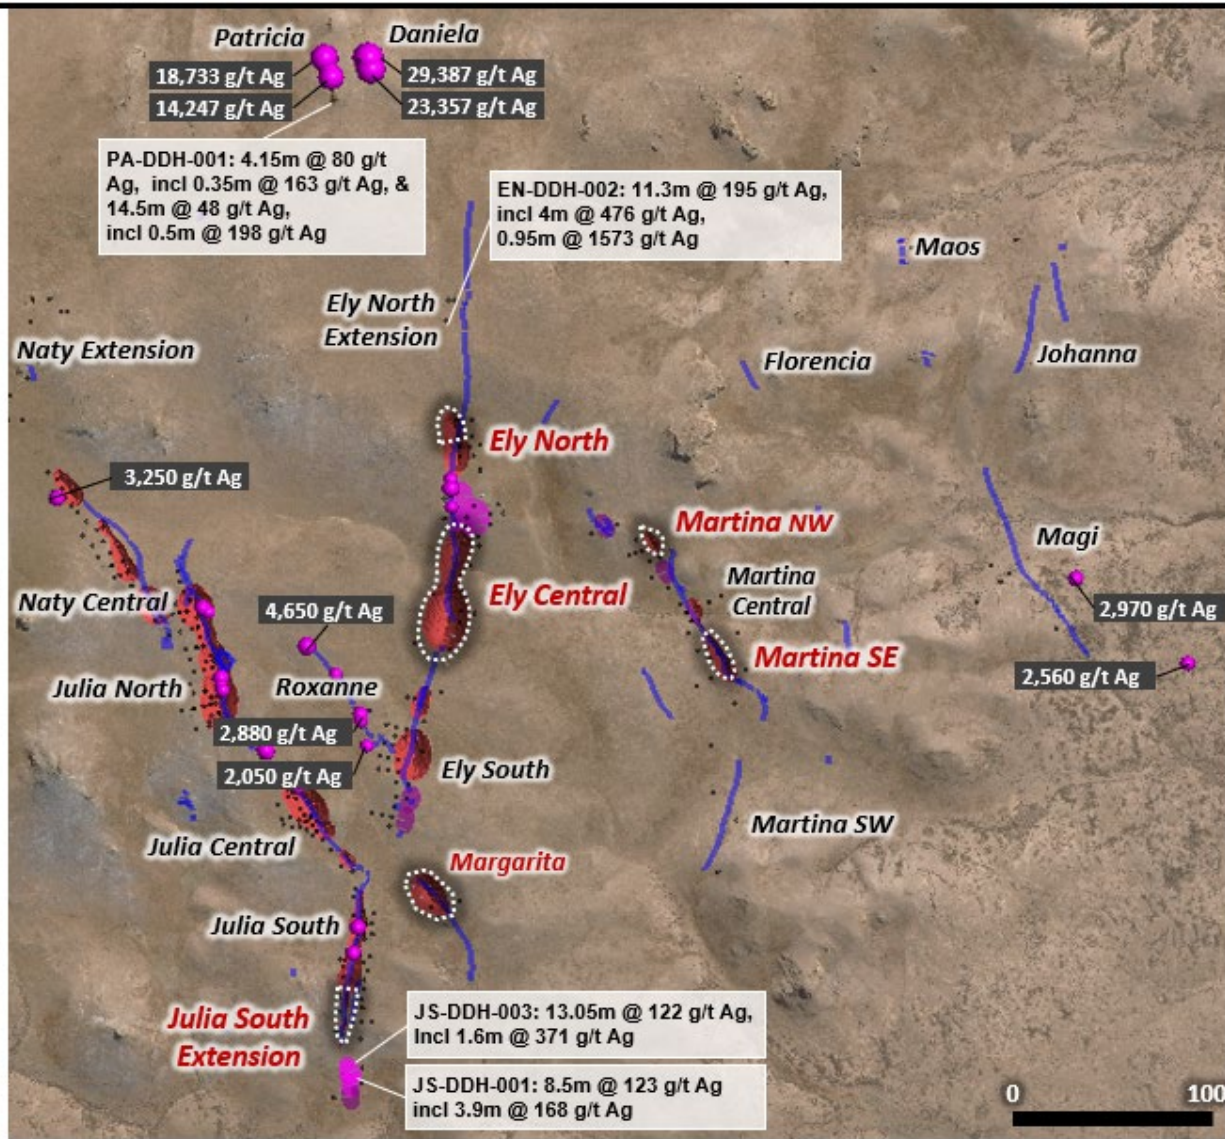 Patricia
Daniela
18,733 g/t Ag
29,387 g/t Ag
14,247 g/t Ag
23,357 g/t Ag
PA-DDH-001: 4.15m @ 80 g/t
Ag, incl 0.35m @ 163 g/t Ag, &
14.5m @ 48 g/t Ag,
incl 0.5m @ 198 g/t Ag
EN-DDH-002: 11.3m @ 195 g/t Ag,
incl 4m @ 476 g/t Ag,
0.95m @ 1573 g/t Ag
Maos
Ely North
Extension
Naty Extension
Florencia
Johanna
Ely North
3,250 g/t Ag
Martina NW
Magi
Martina
Central
Naty Central
4,650 g/t Ag
Ely Central
2,970 g/t Ag
Martina SE
2,560 g/t Ag
Julia North
Roxanne
2,880 g/t Ag
2,050 g/t Ag
Ely South
Martina SW
Julia Central
Margarita
Julia South
Julia South
Extension
JS-DDH-003: 13.05m @ 122 g/t Ag,
Incl 1.6m @ 371 g/t Ag
JS-DDH-001: 8.5m @ 123 g/t Ag
incl 3.9m @ 168 g/t Ag
0 100